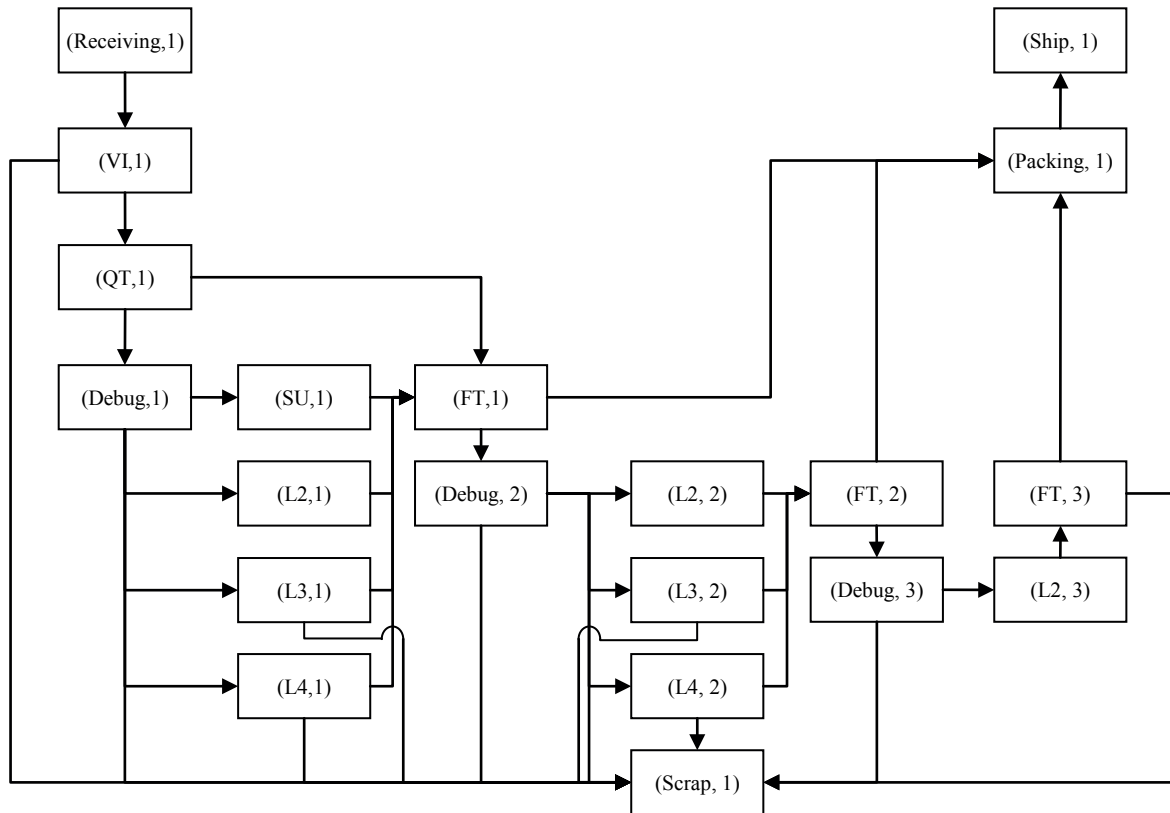 (Receiving,1)
(Ship, 1)
(VI,1)
(Packing, 1)
(QT,1)
(Debug,1)
(SU,1)
(FT,1)
(L2,1)
(Debug, 2)
(L2, 2)
(FT, 2)
(FT, 3)
(L3,1)
(L3, 2)
(Debug, 3)
(L2, 3)
(L4,1)
(L4, 2)
(Scrap, 1)